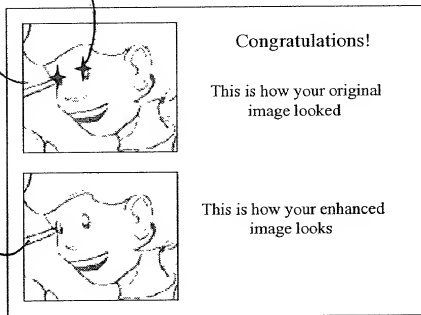 Congratulations!
This is how your original
image looked
This is how your enhanced
image looks